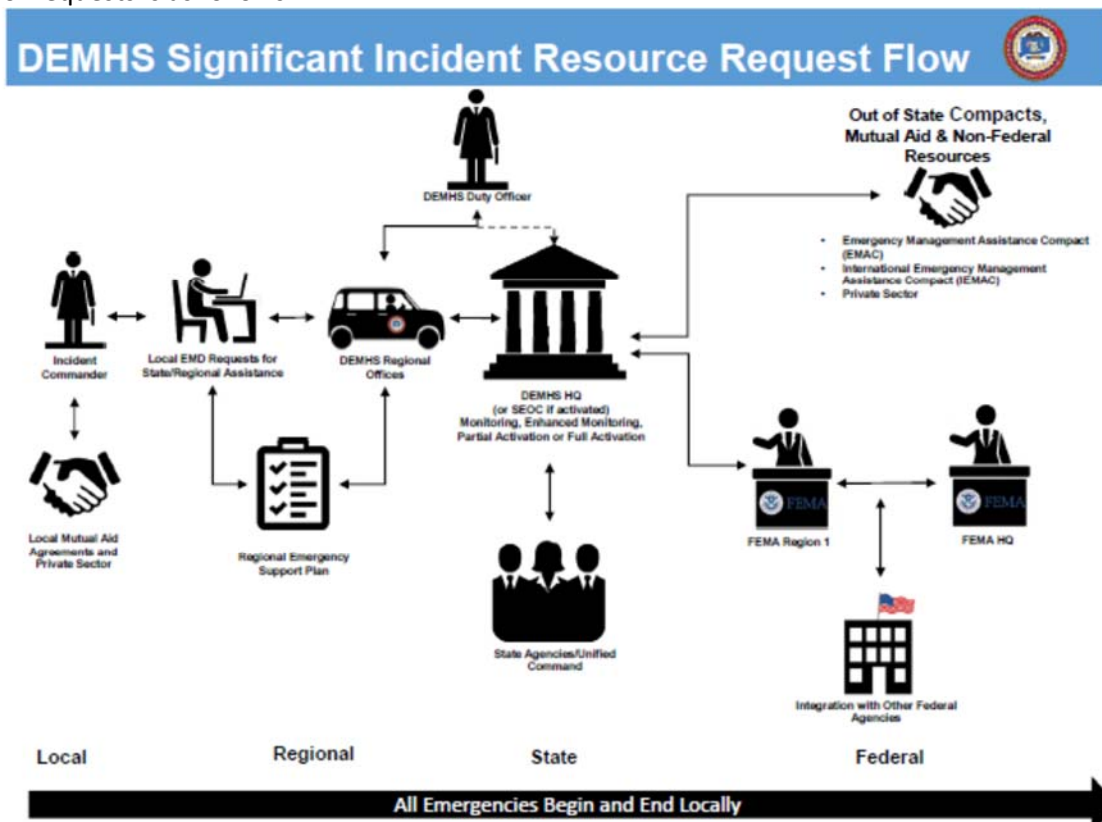 DEMHS Significant Incident Resource Request Flow
Out of State Compacts,
Mutual Aid & Non-Federal
Resources
DEMHS Duty Officer
• Emergency Management Assistance Compact
(EMAC)
• International Emergency Management
Assistance Compact (IEMAC)
• Private Sector
Incident
Commander
Local EMD Requests for
State/Regional Assistance
DEMHS Regional
Offices
DEMHS HQ
(or SEOC if activated)
Monitoring, Enhanced Monitoring,
Partial Activation or Full Activation
Local Mutual Aid
Agreements and
Private Sector
Regional Emergency
Support Plan
FEMA
FEMA
FEMA Region 1
FEMA HQ
State Agencies/Unified
Command
Integration with Other Federal
Agencies
Local
Regional
State
Federal
All Emergencies Begin and End Locally